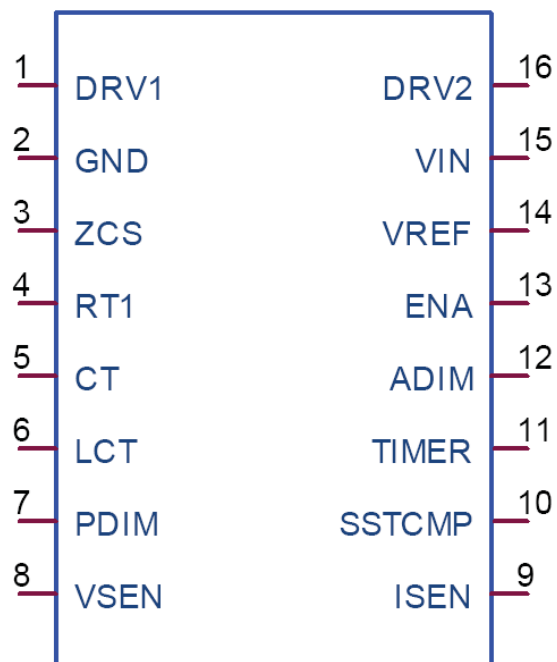 1 DRV1 DRV2 16
2 GND VIN 15
3 ZCS VREF 14
4 RT1 ENA 13
5 CT ADIM 12
6 LCT TIMER 11
7 PDIM SSTCMP 10
8 VSEN ISEN 9